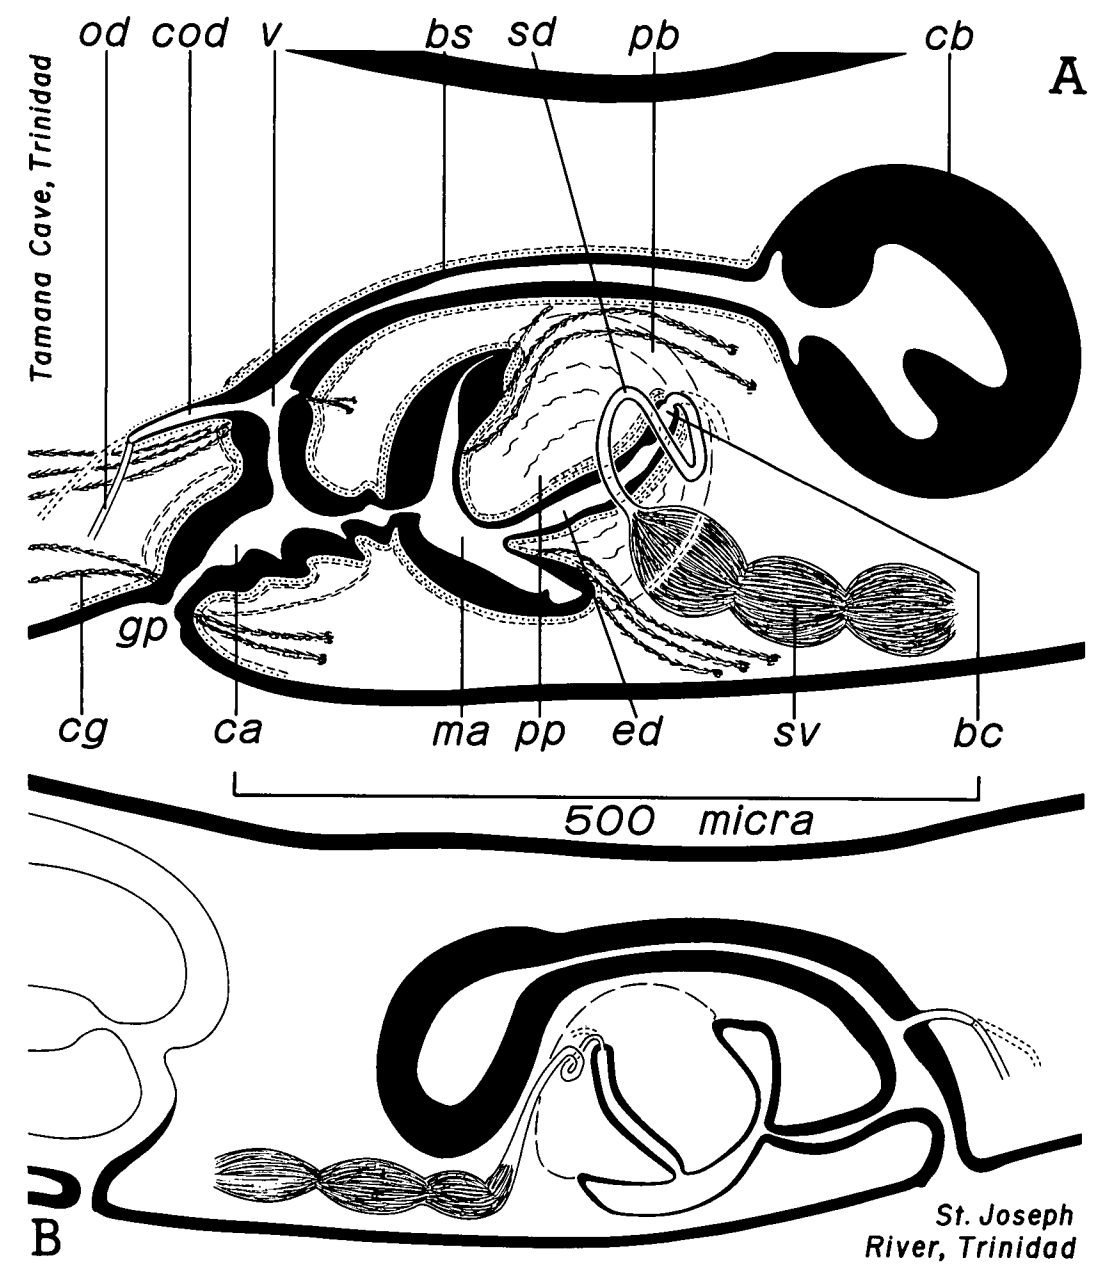 od cod v bs sd pb cb
A
Tamana Cave, Trinidad
gp
cg ca ma pp ed sv bc
500 micra
B
St. Joseph
River, Trinidad